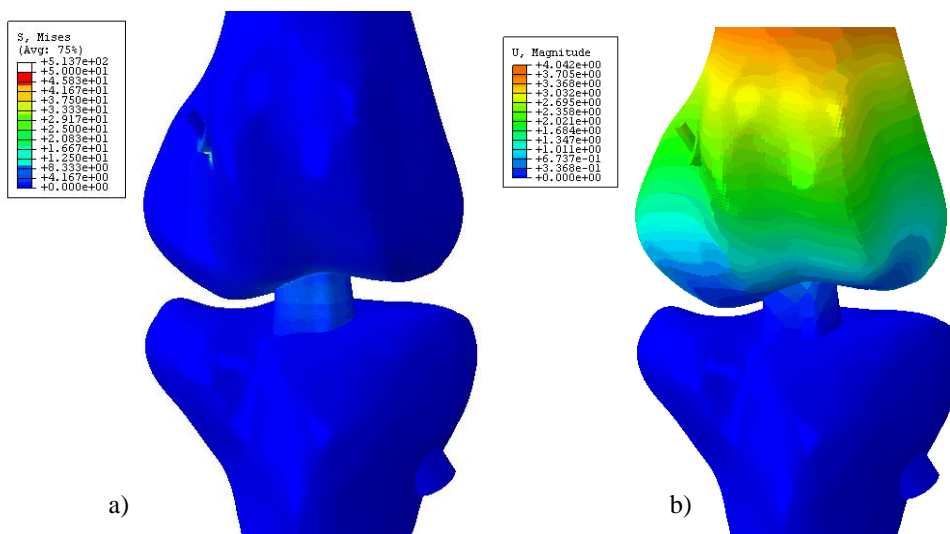 S, Mises
(Avg: 75%)
+5.137e+02
+5.000e+01
+4.583e+01
+4.167e+01
+3.750e+01
+3.333e+01
+2.917e+01
+2.500e+01
+2.083e+01
+1.667e+01
+1.250e+01
+8.333e+00
+4.167e+00
+0.000e+00
a)
U, Magnitude
+4.042e+00
+3.705e+00
+3.368e+00
+3.032e+00
+2.695e+00
+2.358e+00
+2.021e+00
+1.684e+00
+1.347e+00
+1.011e+00
+6.737e-01
+3.368e-01
+0.000e+00
b)